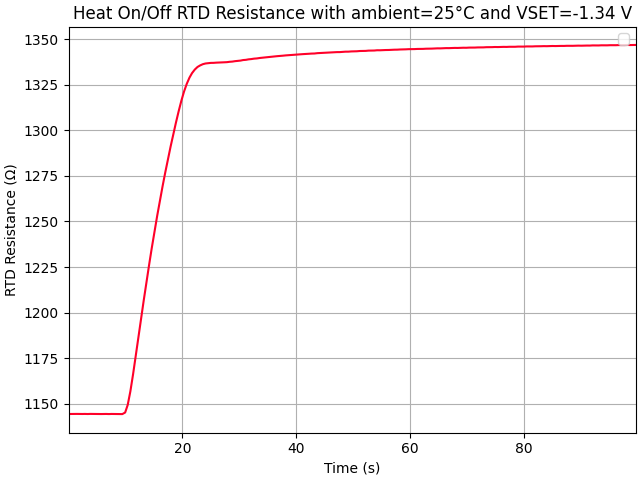 Heat On/Off RTD Resistance with ambient=25°C and VSET=-1.34 V
1350
1325
1300
1275
1250
1225
1200
1175
1150
RTD Resistance (Ω)
20 40 60 80
Time (s)